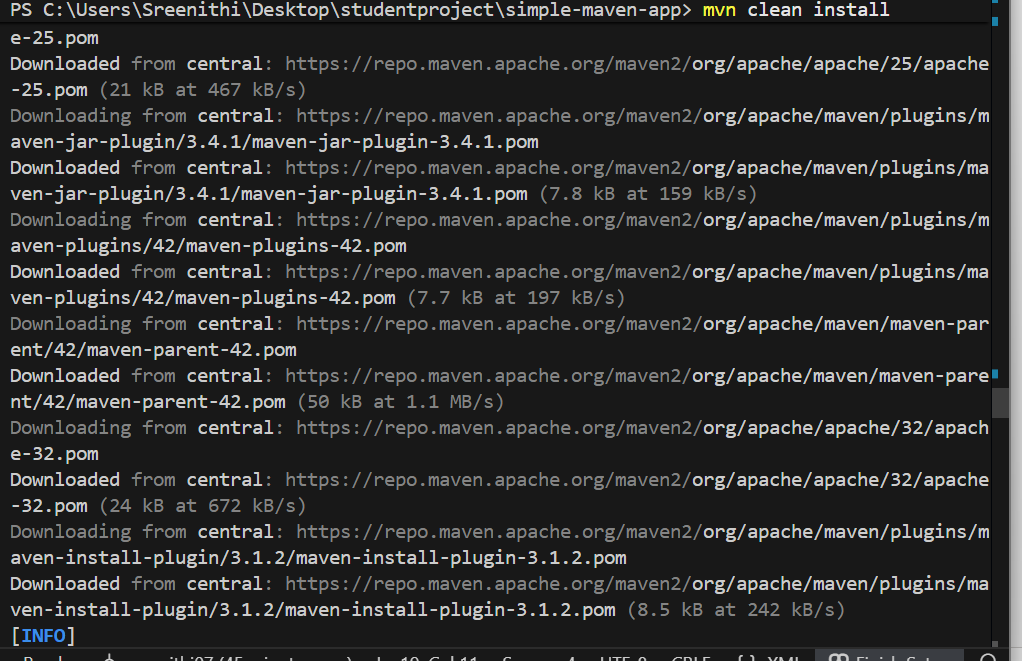 PS C:\Users\Sreenithi\Desktop\studentproject\simple-maven-app> mvn clean install
e-25.pom
Downloaded from central: https://repo.maven.apache.org/maven2/org/apache/apache/25/apache
-25.pom (21 kB at 467 kB/s)
Downloading from central: https://repo.maven.apache.org/maven2/org/apache/maven/plugins/m
aven-jar-plugin/3.4.1/maven-jar-plugin-3.4.1.pom
Downloaded from central: https://repo.maven.apache.org/maven2/org/apache/maven/plugins/ma
ven-jar-plugin/3.4.1/maven-jar-plugin-3.4.1.pom (7.8 kB at 159 kB/s)
Downloading from central: https://repo.maven.apache.org/maven2/org/apache/maven/plugins/m
aven-plugins/42/maven-plugins-42.pom
Downloaded from central: https://repo.maven.apache.org/maven2/org/apache/maven/plugins/ma
ven-plugins/42/maven-plugins-42.pom (7.7 kB at 197 kB/s)
Downloading from central: https://repo.maven.apache.org/maven2/org/apache/maven/maven-par
ent/42/maven-parent-42.pom
Downloaded from central: https://repo.maven.apache.org/maven2/org/apache/maven/maven-pare
nt/42/maven-parent-42.pom (50 kB at 1.1 MB/s)
Downloading from central: https://repo.maven.apache.org/maven2/org/apache/apache/32/apach
e-32.pom
Downloaded from central: https://repo.maven.apache.org/maven2/org/apache/apache/32/apache
-32.pom (24 kB at 672 kB/s)
Downloading from central: https://repo.maven.apache.org/maven2/org/apache/maven/plugins/m
aven-install-plugin/3.1.2/maven-install-plugin-3.1.2.pom
Downloaded from central: https://repo.maven.apache.org/maven2/org/apache/maven/plugins/ma
ven-install-plugin/3.1.2/maven-install-plugin-3.1.2.pom (8.5 kB at 242 kB/s)
[INFO]